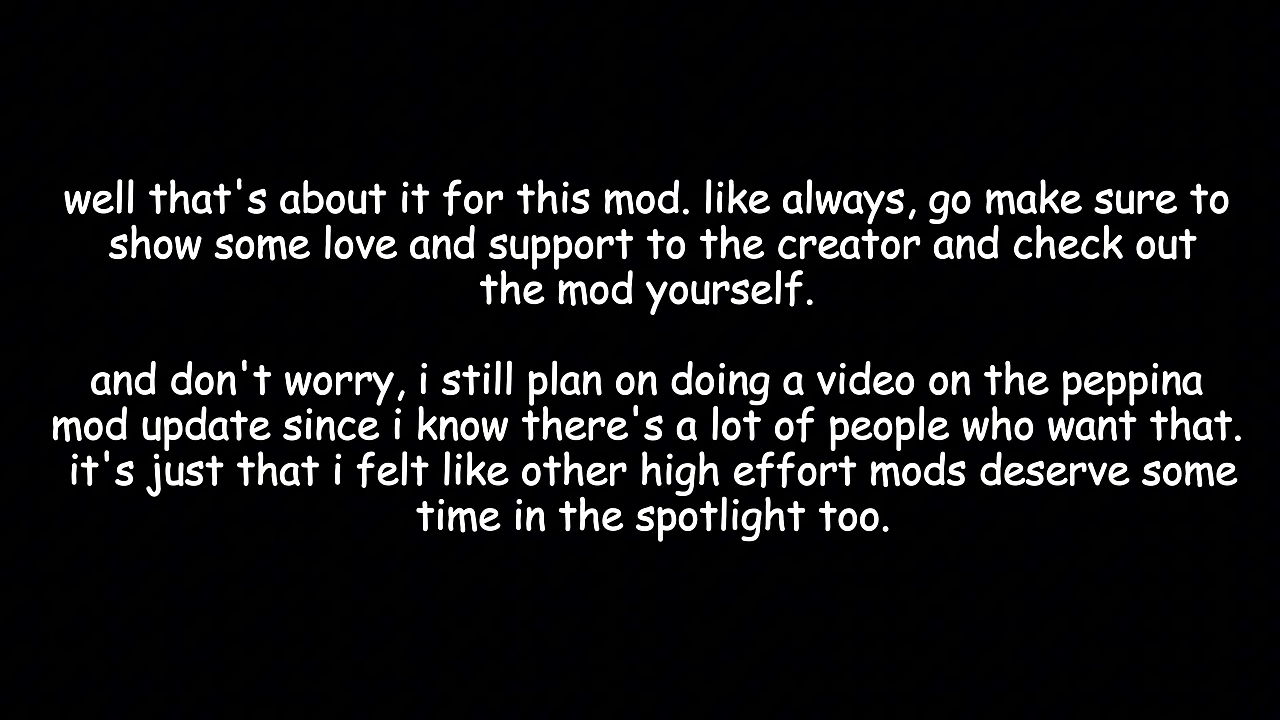 well that's about it for this mod. like always, go make sure to
show some love and support to the creator and check out
the mod yourself.
and don't worry, i still plan on doing a video on the peppina
mod update since i know there's a lot of people who want that.
it's just that i felt like other high effort mods deserve some
time in the spotlight too.